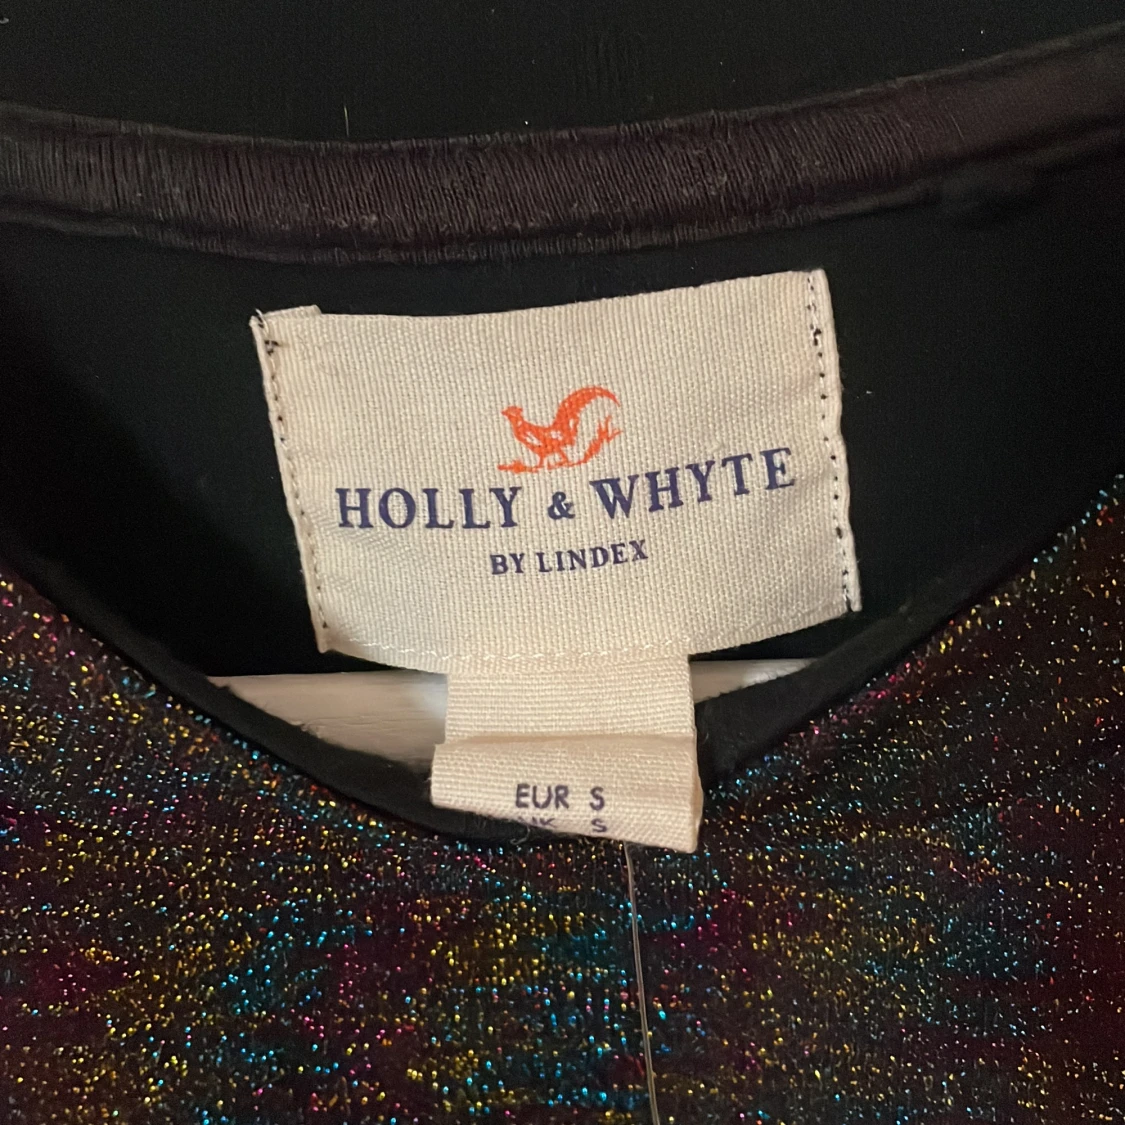 HOLLY & WHYTE
BY LINDEX
EUR S
S